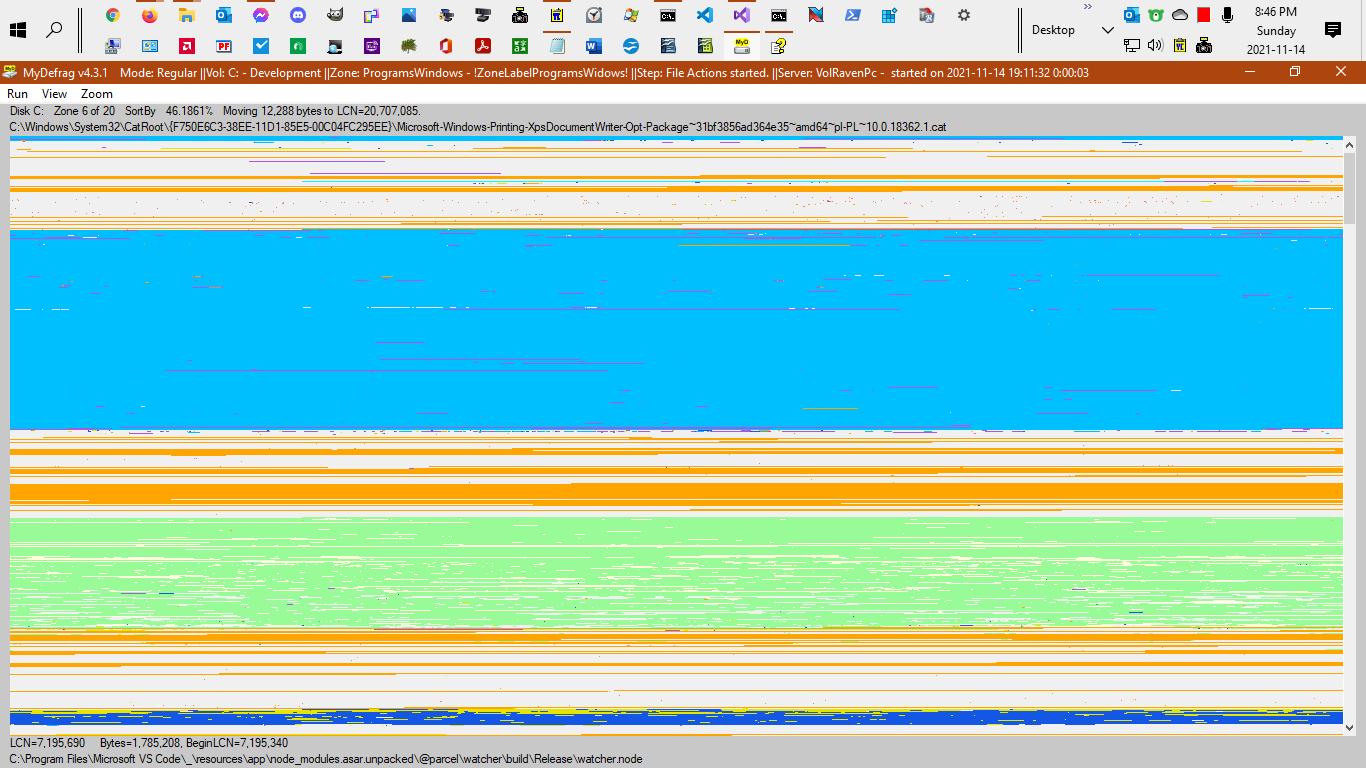 8:46 PM
Desktop
Sunday
2021-11-14
MyDefrag v4.3.1 Mode: Regular ||Vol: C: - Development ||Zone: ProgramsWindows - !ZoneLabelProgramsWidows! ||Step: File Actions started. ||Server: VolRavenPc - started on 2021-11-14 19:11:32 0:00:03
Run View Zoom
Disk C: Zone 6 of 20 SortBy 46.1861% Moving 12,288 bytes to LCN=20,707,085.
C:\Windows\System32\CatRoot\{F750E6C3-38EE-11D1-85E5-00C04FC295EE}\Microsoft-Windows-Printing-XpsDocumentWriter-Opt-Package~31bf3856ad364e35~amd64~pl-PL~10.0.18362.1.cat
LCN=7,195,690 Bytes=1,785,208, BeginLCN=7,195,340
C:\Program Files\Microsoft VS Code\_\resources\app\node_modules.asar.unpacked\@parcel\watcher\build\Release\watcher.node